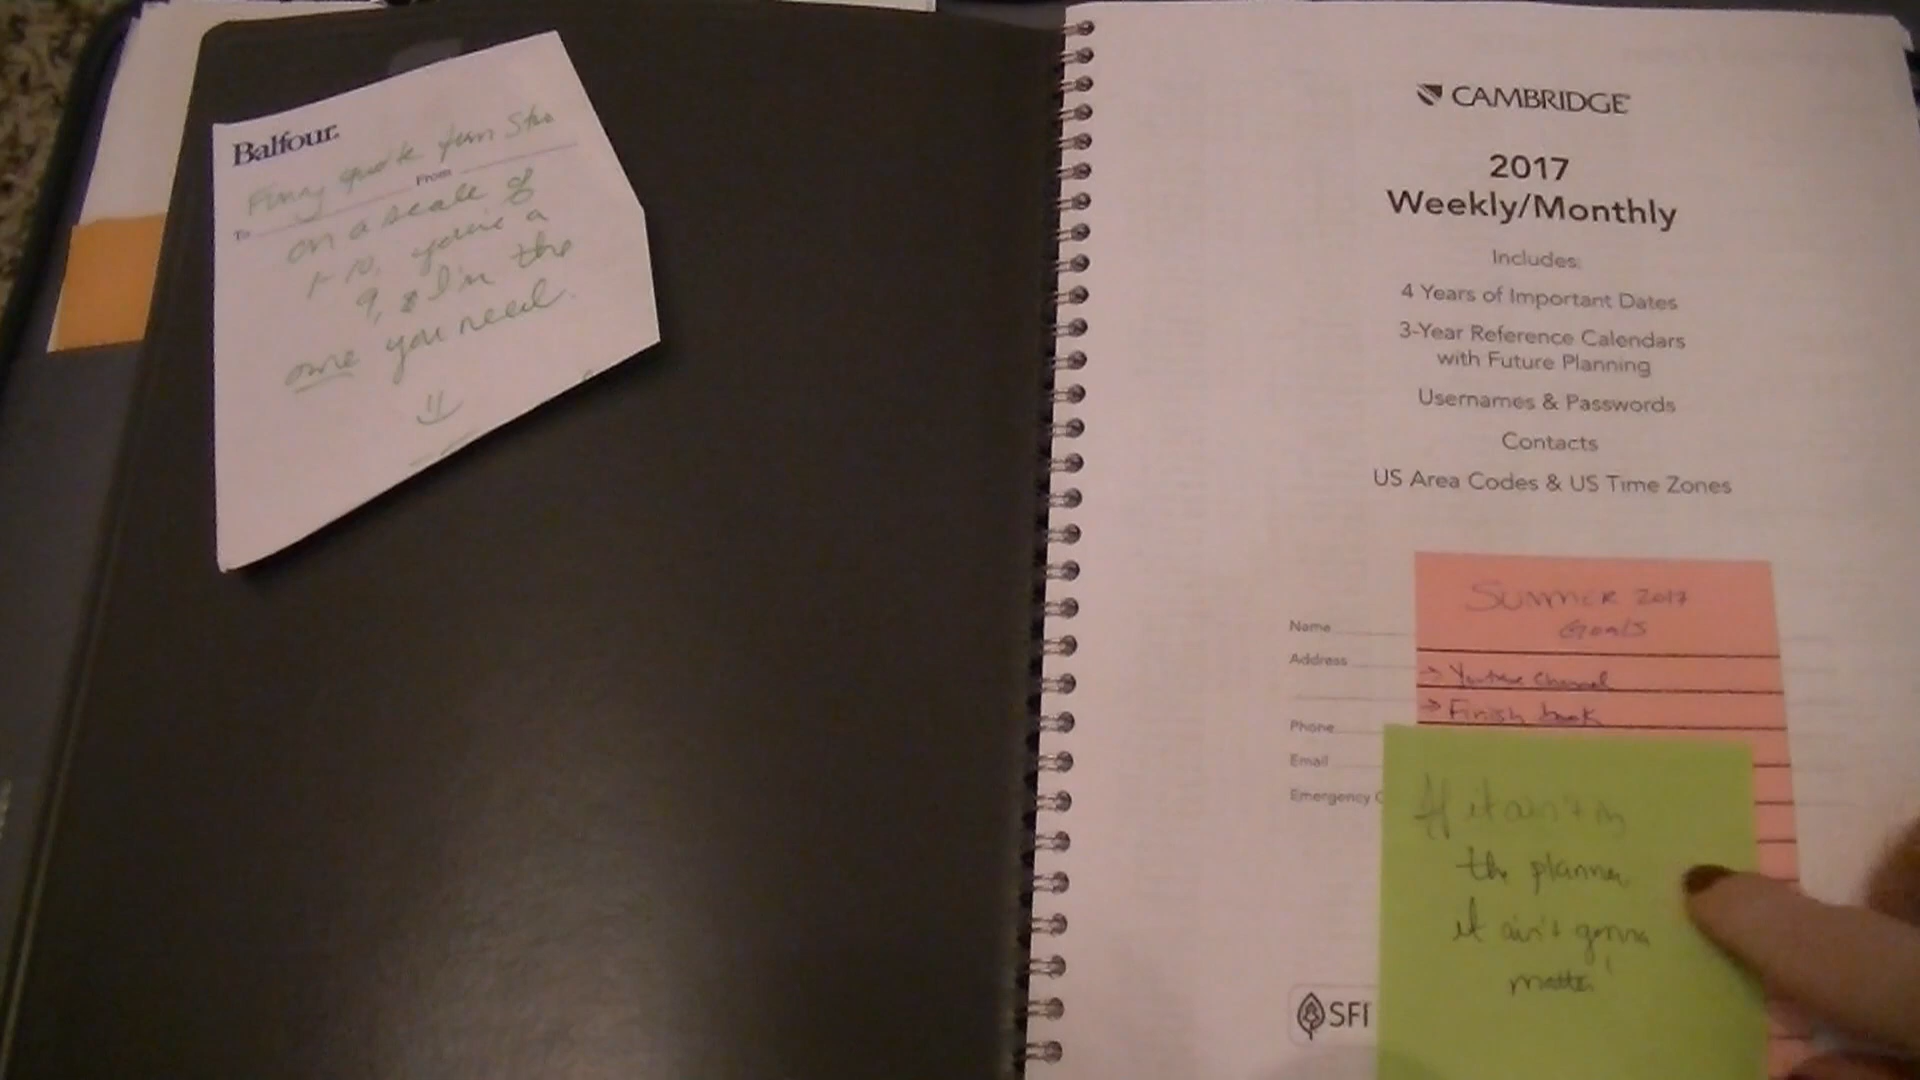 Balfour.
Funny quote from
To From
on a scale of
1-10, you're a
9, & I'm the
one you need.
CAMBRIDGE
2017
Weekly/Monthly
Includes:
4 Years of Important Dates
3-Year Reference Calendars
with Future Planning
Usernames & Passwords
Contacts
US Area Codes & US Time Zones
SUMMER 2017
Goals
→ Youtube Channel
→ Finish book
Name
Address
Phone
Email
Emergency C
If it ain't in
the planner
it ain't gonna
matter
SFI